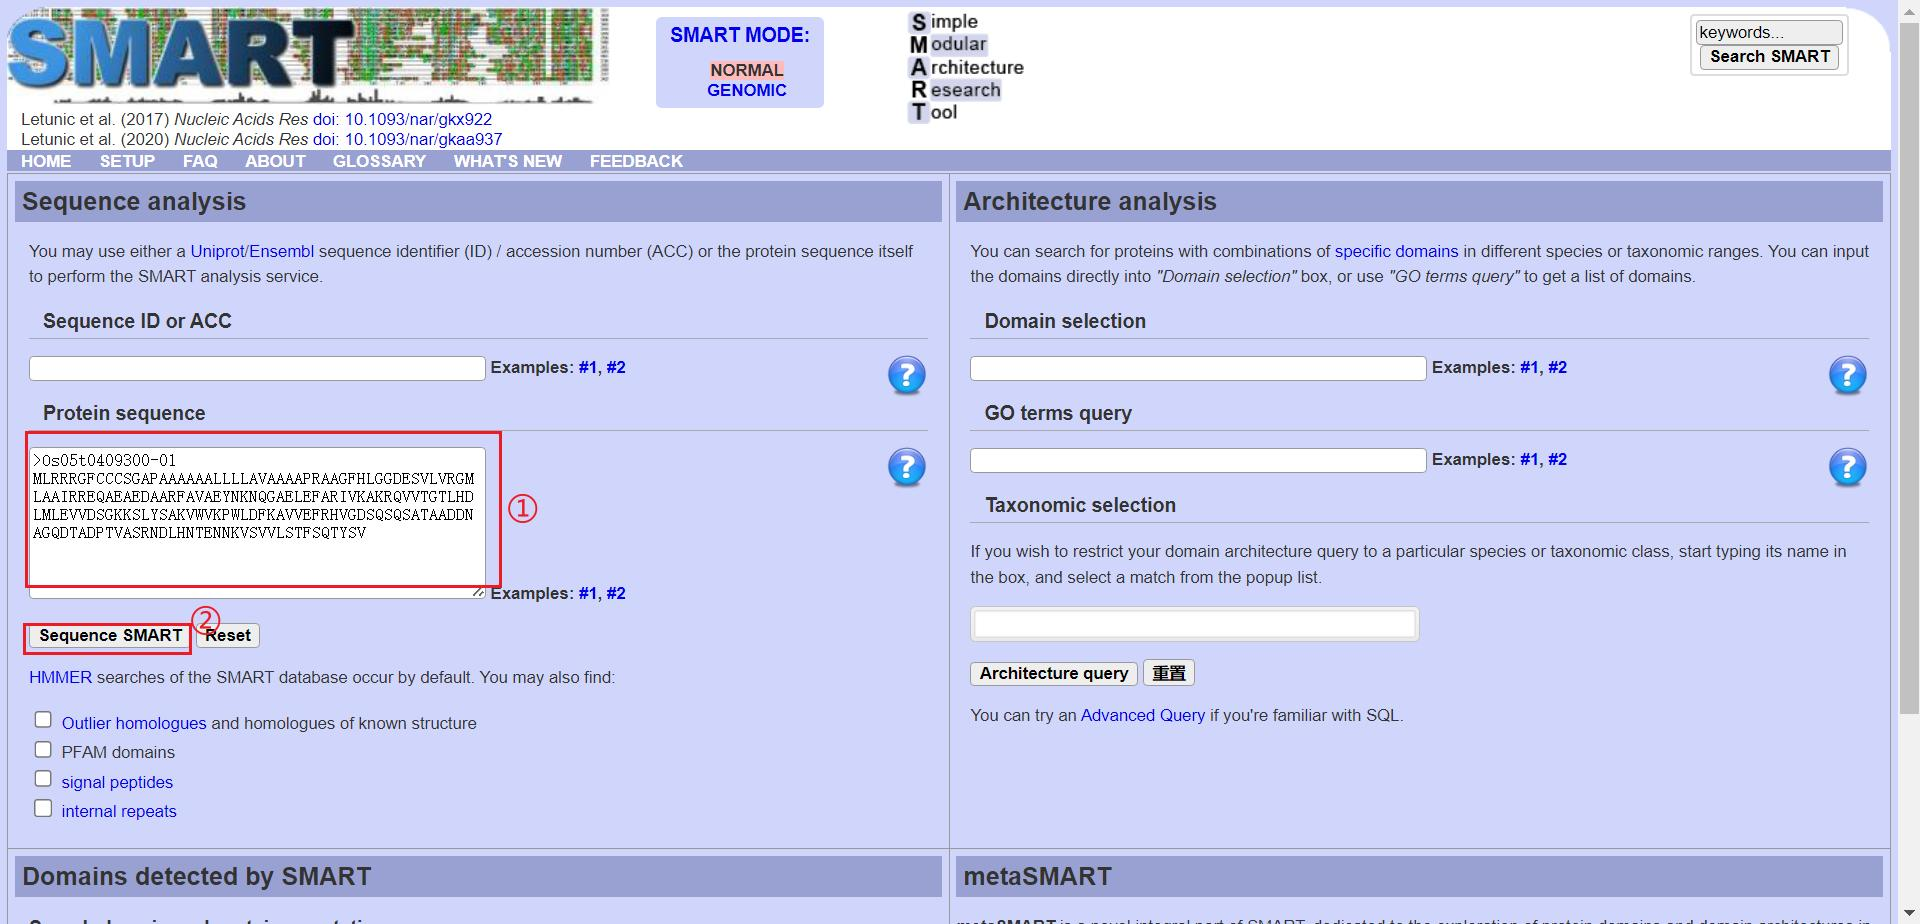 SMART
SMART MODE:
NORMAL
GENOMIC
Simple
Modular
Architecture
Research
Tool
keywords...
Search SMART
Letunic et al. (2017) Nucleic Acids Res doi: 10.1093/nar/gkx922
Letunic et al. (2020) Nucleic Acids Res doi: 10.1093/nar/gkaa937
HOME SETUP FAQ ABOUT GLOSSARY WHAT'S NEW FEEDBACK
Sequence analysis
You may use either a Uniprot/Ensembl sequence identifier (ID) / accession number (ACC) or the protein sequence itself
to perform the SMART analysis service.
Sequence ID or ACC
Examples: #1, #2
Protein sequence
>Os05t0409300-01
MLRRRGFCCCSGAPAAAAAALLLLAVAAAAPRAAGFHLGGDESVLVRGM
LAAIRREQAEAEDAARFAVAEYNKNQGAELEFARIVKAKRQVVTGTLHD
LMLEVVDSGKKSLYSAKVWVKPWLDFKAVVEFRHVGDSQSQSATAADDN
AGQDTADPTVASRNDLHNTENNKVSVVLSTFSQTYSV
①
Examples: #1, #2
②
Sequence SMART Reset
HMMER searches of the SMART database occur by default. You may also find:
Outlier homologues and homologues of known structure
PFAM domains
signal peptides
internal repeats
Architecture analysis
You can search for proteins with combinations of specific domains in different species or taxonomic ranges. You can input
the domains directly into "Domain selection" box, or use "GO terms query" to get a list of domains.
Domain selection
Examples: #1, #2
GO terms query
Examples: #1, #2
Taxonomic selection
If you wish to restrict your domain architecture query to a particular species or taxonomic class, start typing its name in
the box, and select a match from the popup list.
Architecture query 重置
You can try an Advanced Query if you're familiar with SQL.
Domains detected by SMART
metaSMART